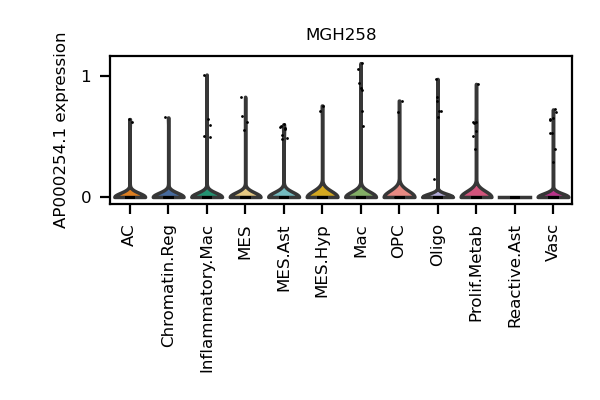 MGH258
AP000254.1 expression
1
0
AC
Chromatin.Reg
Inflammatory.Mac
MES
MES.Ast
MES.Hyp
Mac
OPC
Oligo
Prolif.Metab
Reactive.Ast
Vasc